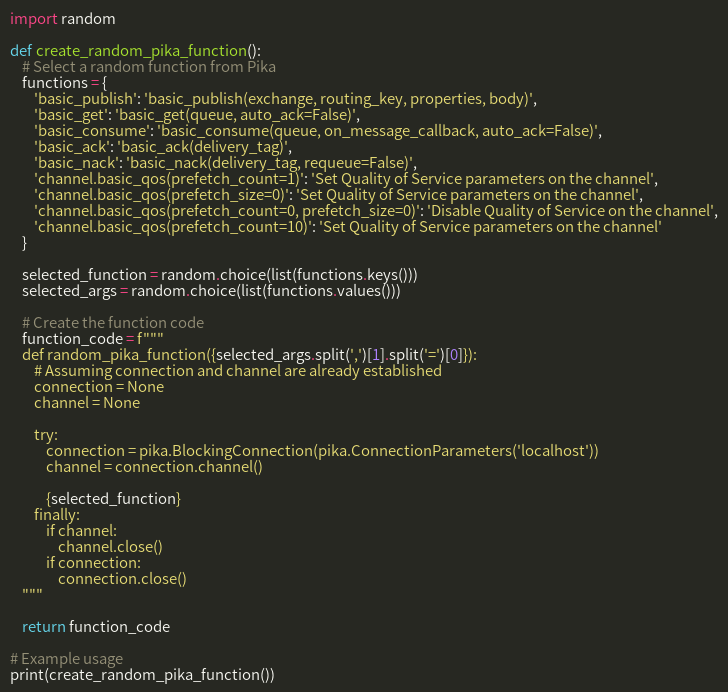 import random

def create_random_pika_function():
    # Select a random function from Pika
    functions = {
        'basic_publish': 'basic_publish(exchange, routing_key, properties, body)',
        'basic_get': 'basic_get(queue, auto_ack=False)',
        'basic_consume': 'basic_consume(queue, on_message_callback, auto_ack=False)',
        'basic_ack': 'basic_ack(delivery_tag)',
        'basic_nack': 'basic_nack(delivery_tag, requeue=False)',
        'channel.basic_qos(prefetch_count=1)': 'Set Quality of Service parameters on the channel',
        'channel.basic_qos(prefetch_size=0)': 'Set Quality of Service parameters on the channel',
        'channel.basic_qos(prefetch_count=0, prefetch_size=0)': 'Disable Quality of Service on the channel',
        'channel.basic_qos(prefetch_count=10)': 'Set Quality of Service parameters on the channel'
    }

    selected_function = random.choice(list(functions.keys()))
    selected_args = random.choice(list(functions.values()))

    # Create the function code
    function_code = f"""
    def random_pika_function({selected_args.split(',')[1].split('=')[0]}):
        # Assuming connection and channel are already established
        connection = None
        channel = None

        try:
            connection = pika.BlockingConnection(pika.ConnectionParameters('localhost'))
            channel = connection.channel()

            {selected_function}
        finally:
            if channel:
                channel.close()
            if connection:
                connection.close()
    """

    return function_code

# Example usage
print(create_random_pika_function())